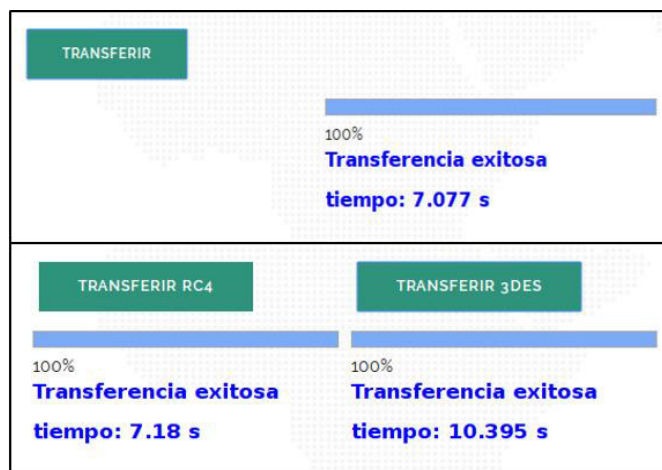 TRANSFERIR
100%
Transferencia exitosa
tiempo: 7.077 s
TRANSFERIR RC4
100%
Transferencia exitosa
tiempo: 7.18 s
TRANSFERIR 3DES
100%
Transferencia exitosa
tiempo: 10.395 s